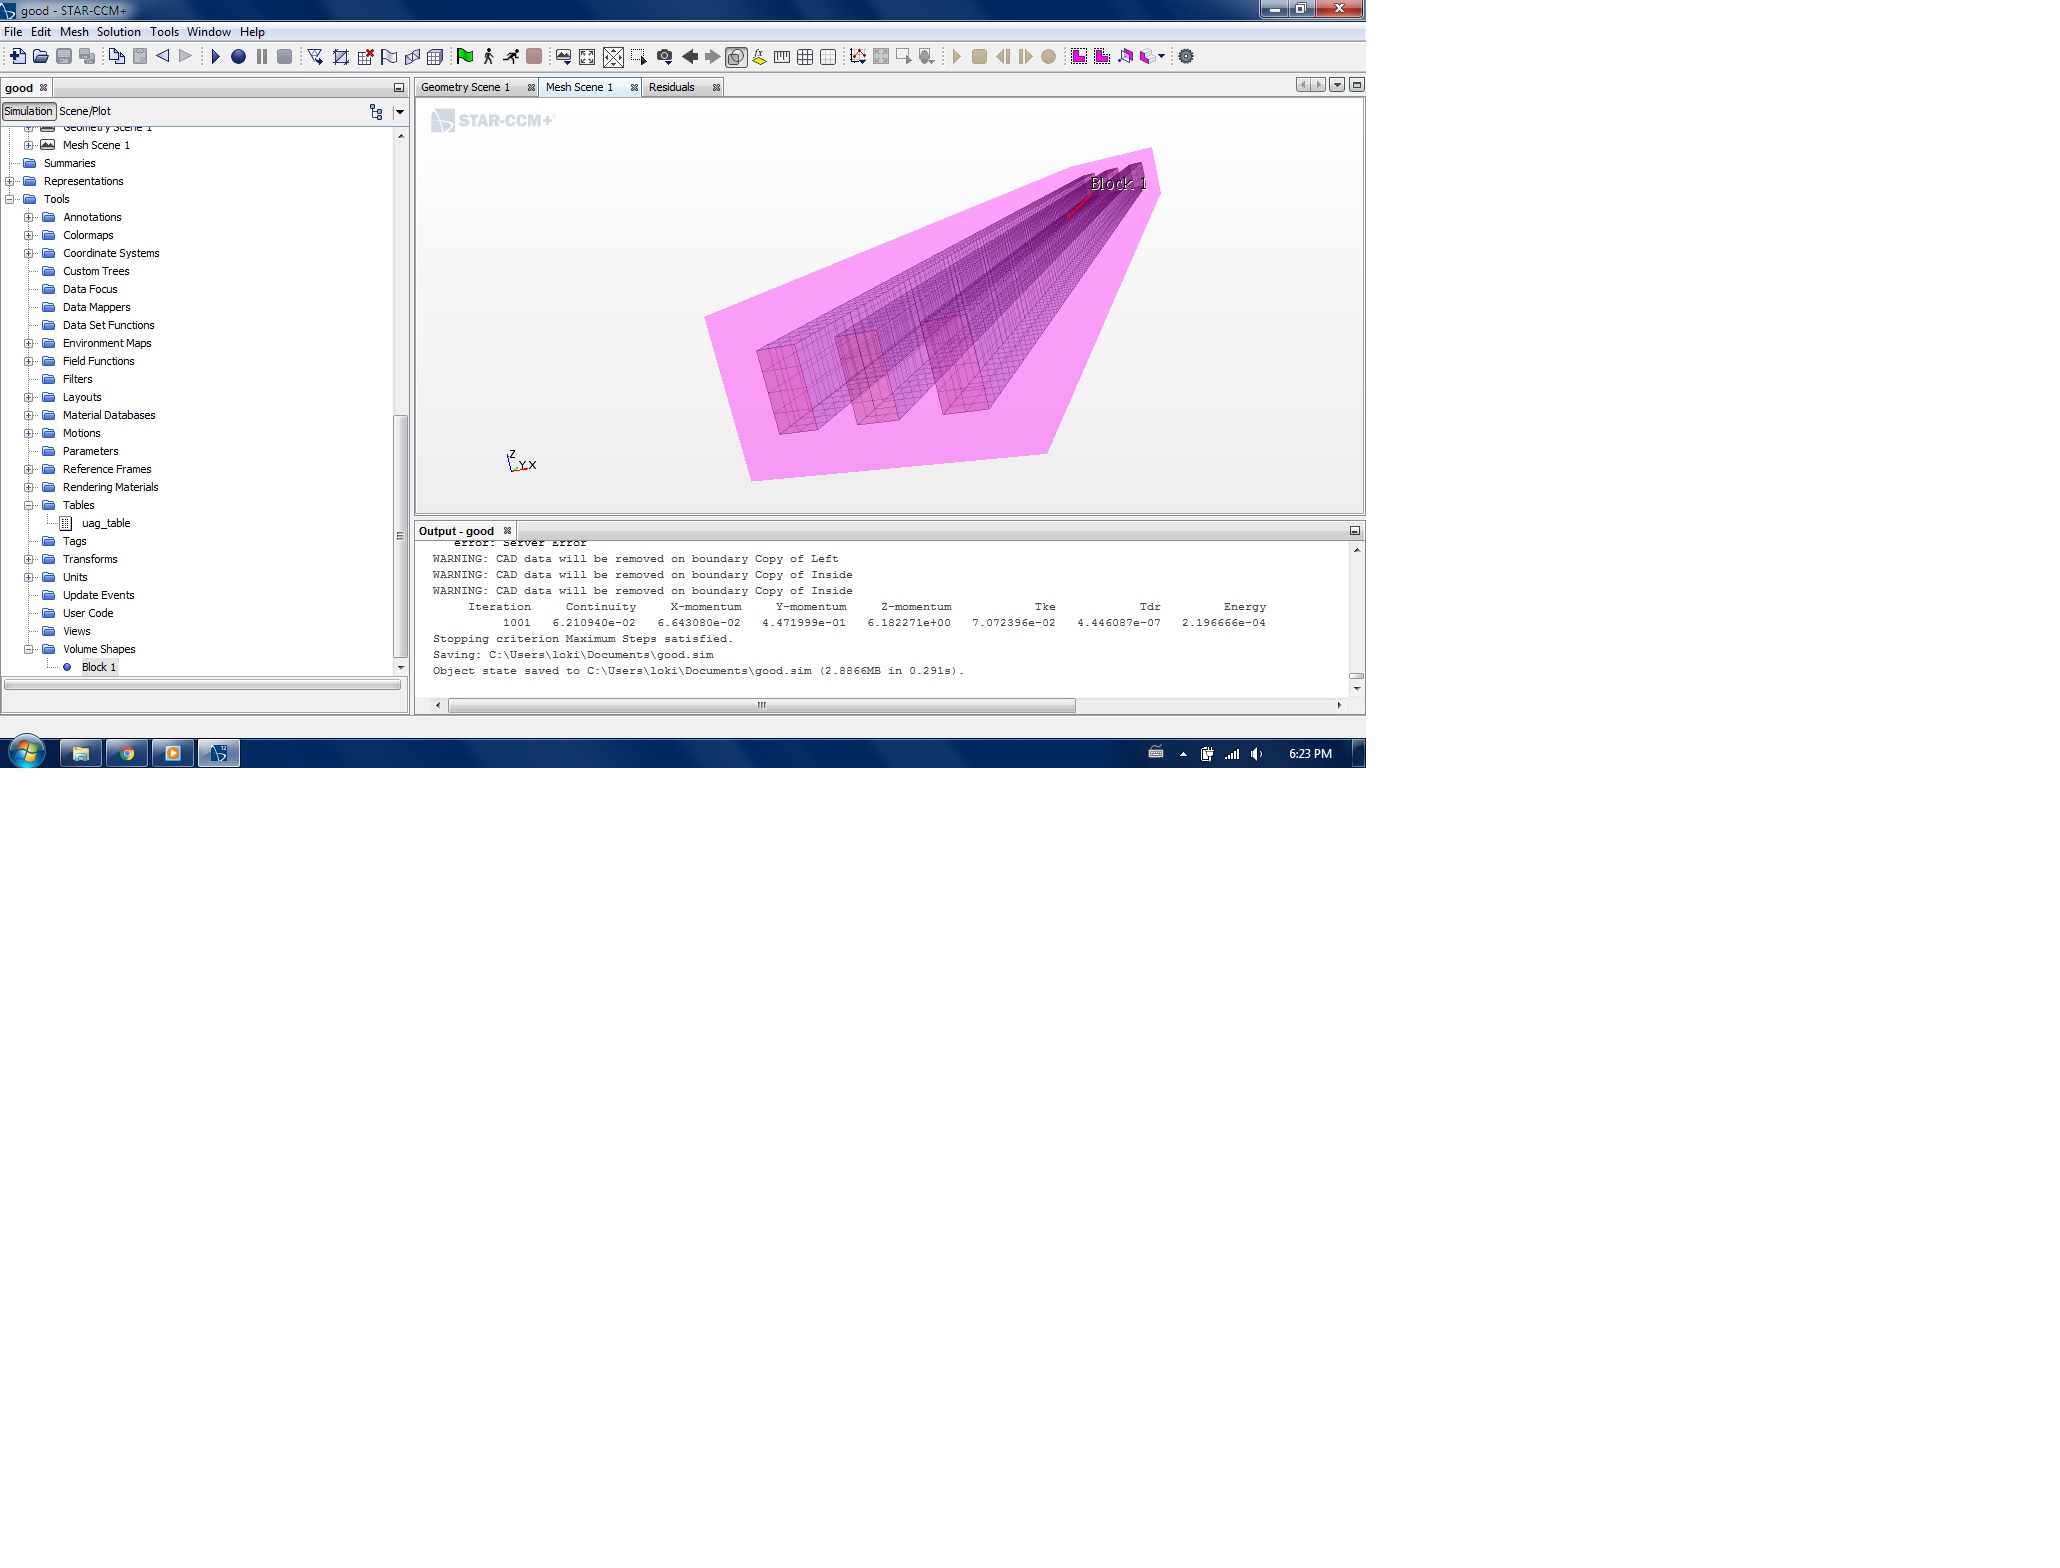 good - STAR-CCM+
File Edit Mesh Solution Tools Window Help
good
Simulation Scene/Plot
Geometry Scene 1
Mesh Scene 1
Summaries
Representations
Tools
Annotations
Colormaps
Coordinate Systems
Custom Trees
Data Focus
Data Mappers
Data Set Functions
Environment Maps
Field Functions
Filters
Layouts
Material Databases
Motions
Parameters
Reference Frames
Rendering Materials
Tables
uag_table
Tags
Transforms
Units
Update Events
User Code
Views
Volume Shapes
Block 1
Geometry Scene 1 Mesh Scene 1 Residuals
STAR-CCM+
Block 1
Z
Y X
Output - good
error: Server Error
WARNING: CAD data will be removed on boundary Copy of Left
WARNING: CAD data will be removed on boundary Copy of Inside
WARNING: CAD data will be removed on boundary Copy of Inside
Iteration Continuity X-momentum Y-momentum Z-momentum Tke Tdr Energy
1001 6.210940e-02 6.643080e-02 4.471999e-01 6.182271e+00 7.072396e-02 4.446087e-07 2.196666e-04
Stopping criterion Maximum Steps satisfied.
Saving: C:\Users\loki\Documents\good.sim
Object state saved to C:\Users\loki\Documents\good.sim (2.8866MB in 0.291s).
6:23 PM